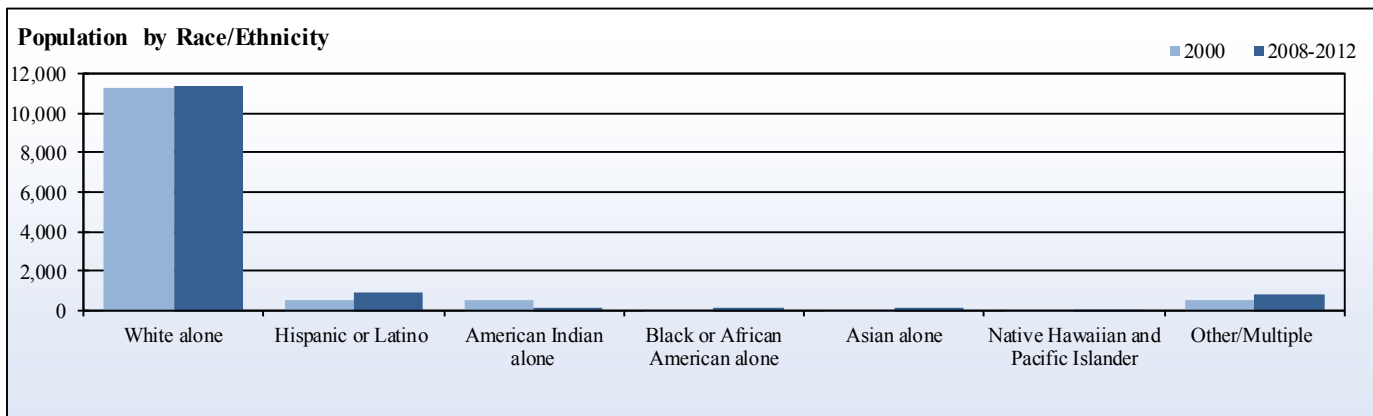 Population by Race/Ethnicity
2000 2008-2012
12,000
10,000
8,000
6,000
4,000
2,000
0
White alone
Hispanic or Latino
American Indian
alone
Black or African
American alone
Asian alone
Native Hawaiian and
Pacific Islander
Other/Multiple